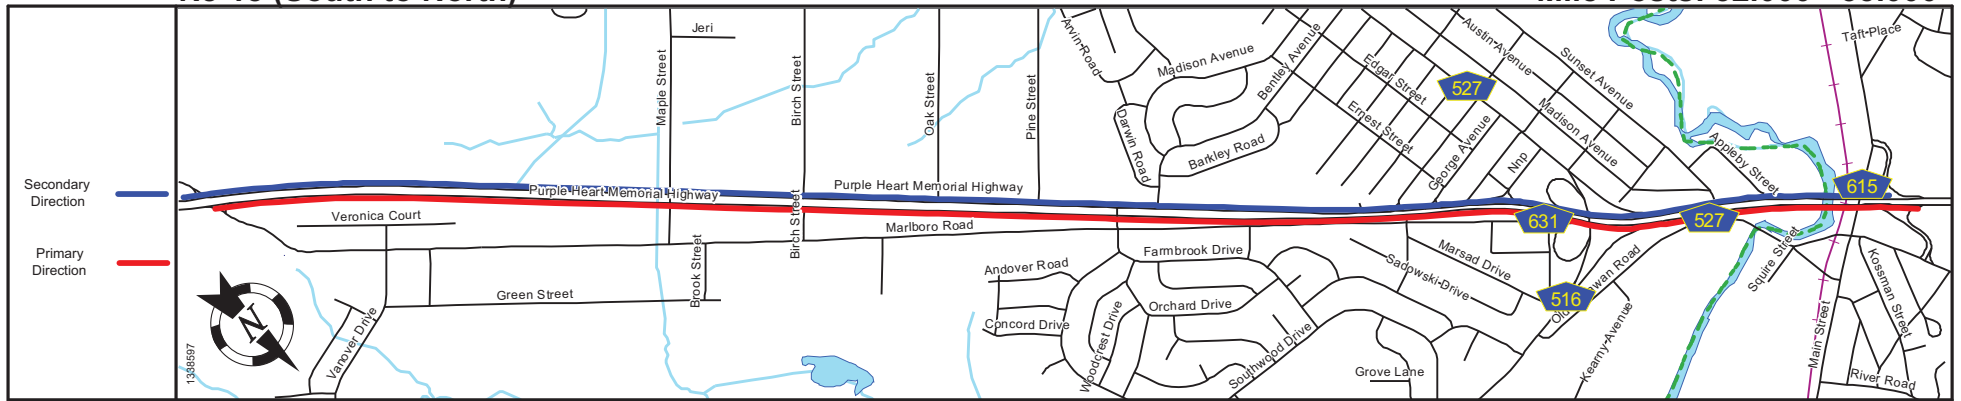 Secondary
Direction
Primary
Direction
N
1338597
Jeri
Maple Street
Birch Street
Oak Street
Pine Street
Arvin-Road
Madison Avenue
Bentley Avenue
Darwin Road
Barkley Road
Edgar Street
Ernest Street
Austin-Avenue
Sunset Avenue
527
Madison Avenue
George Avenue
Nnp
Appleby Street
Taft-Place
615
Purple Heart Memorial Highway
Purple Heart Memorial Highway
Veronica Court
Birch Street
Marlboro Road
631
527
Brook Street
Green Street
Vanover Drive
Andover Road
Concord Drive
Farmbrook Drive
Orchard Drive
Woodcrest Drive
Southwood Drive
Marsad Drive
Sadowski-Drive
516
Grove Lane
Kearny-Avenue
Squire Street
Main Street
Kossman Street
River Road